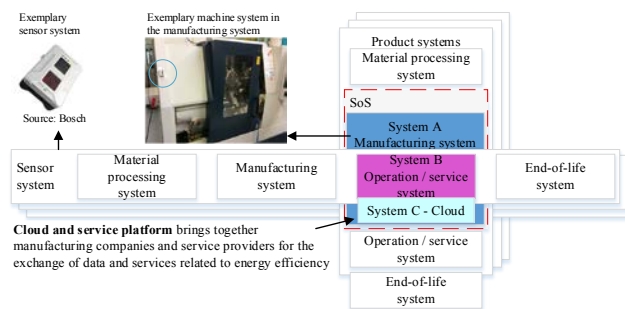 Exemplary
sensor system
Exemplary machine system in
the manufacturing system
Source: Bosch
Product systems
Material processing
system
SoS
System A
Manufacturing system
Sensor
system
Material
processing
system
Manufacturing
system
System B
Operation / service
system
End-of-life
system
System C - Cloud
Cloud and service platform brings together
manufacturing companies and service providers for the
exchange of data and services related to energy efficiency
Operation / service
system
End-of-life
system